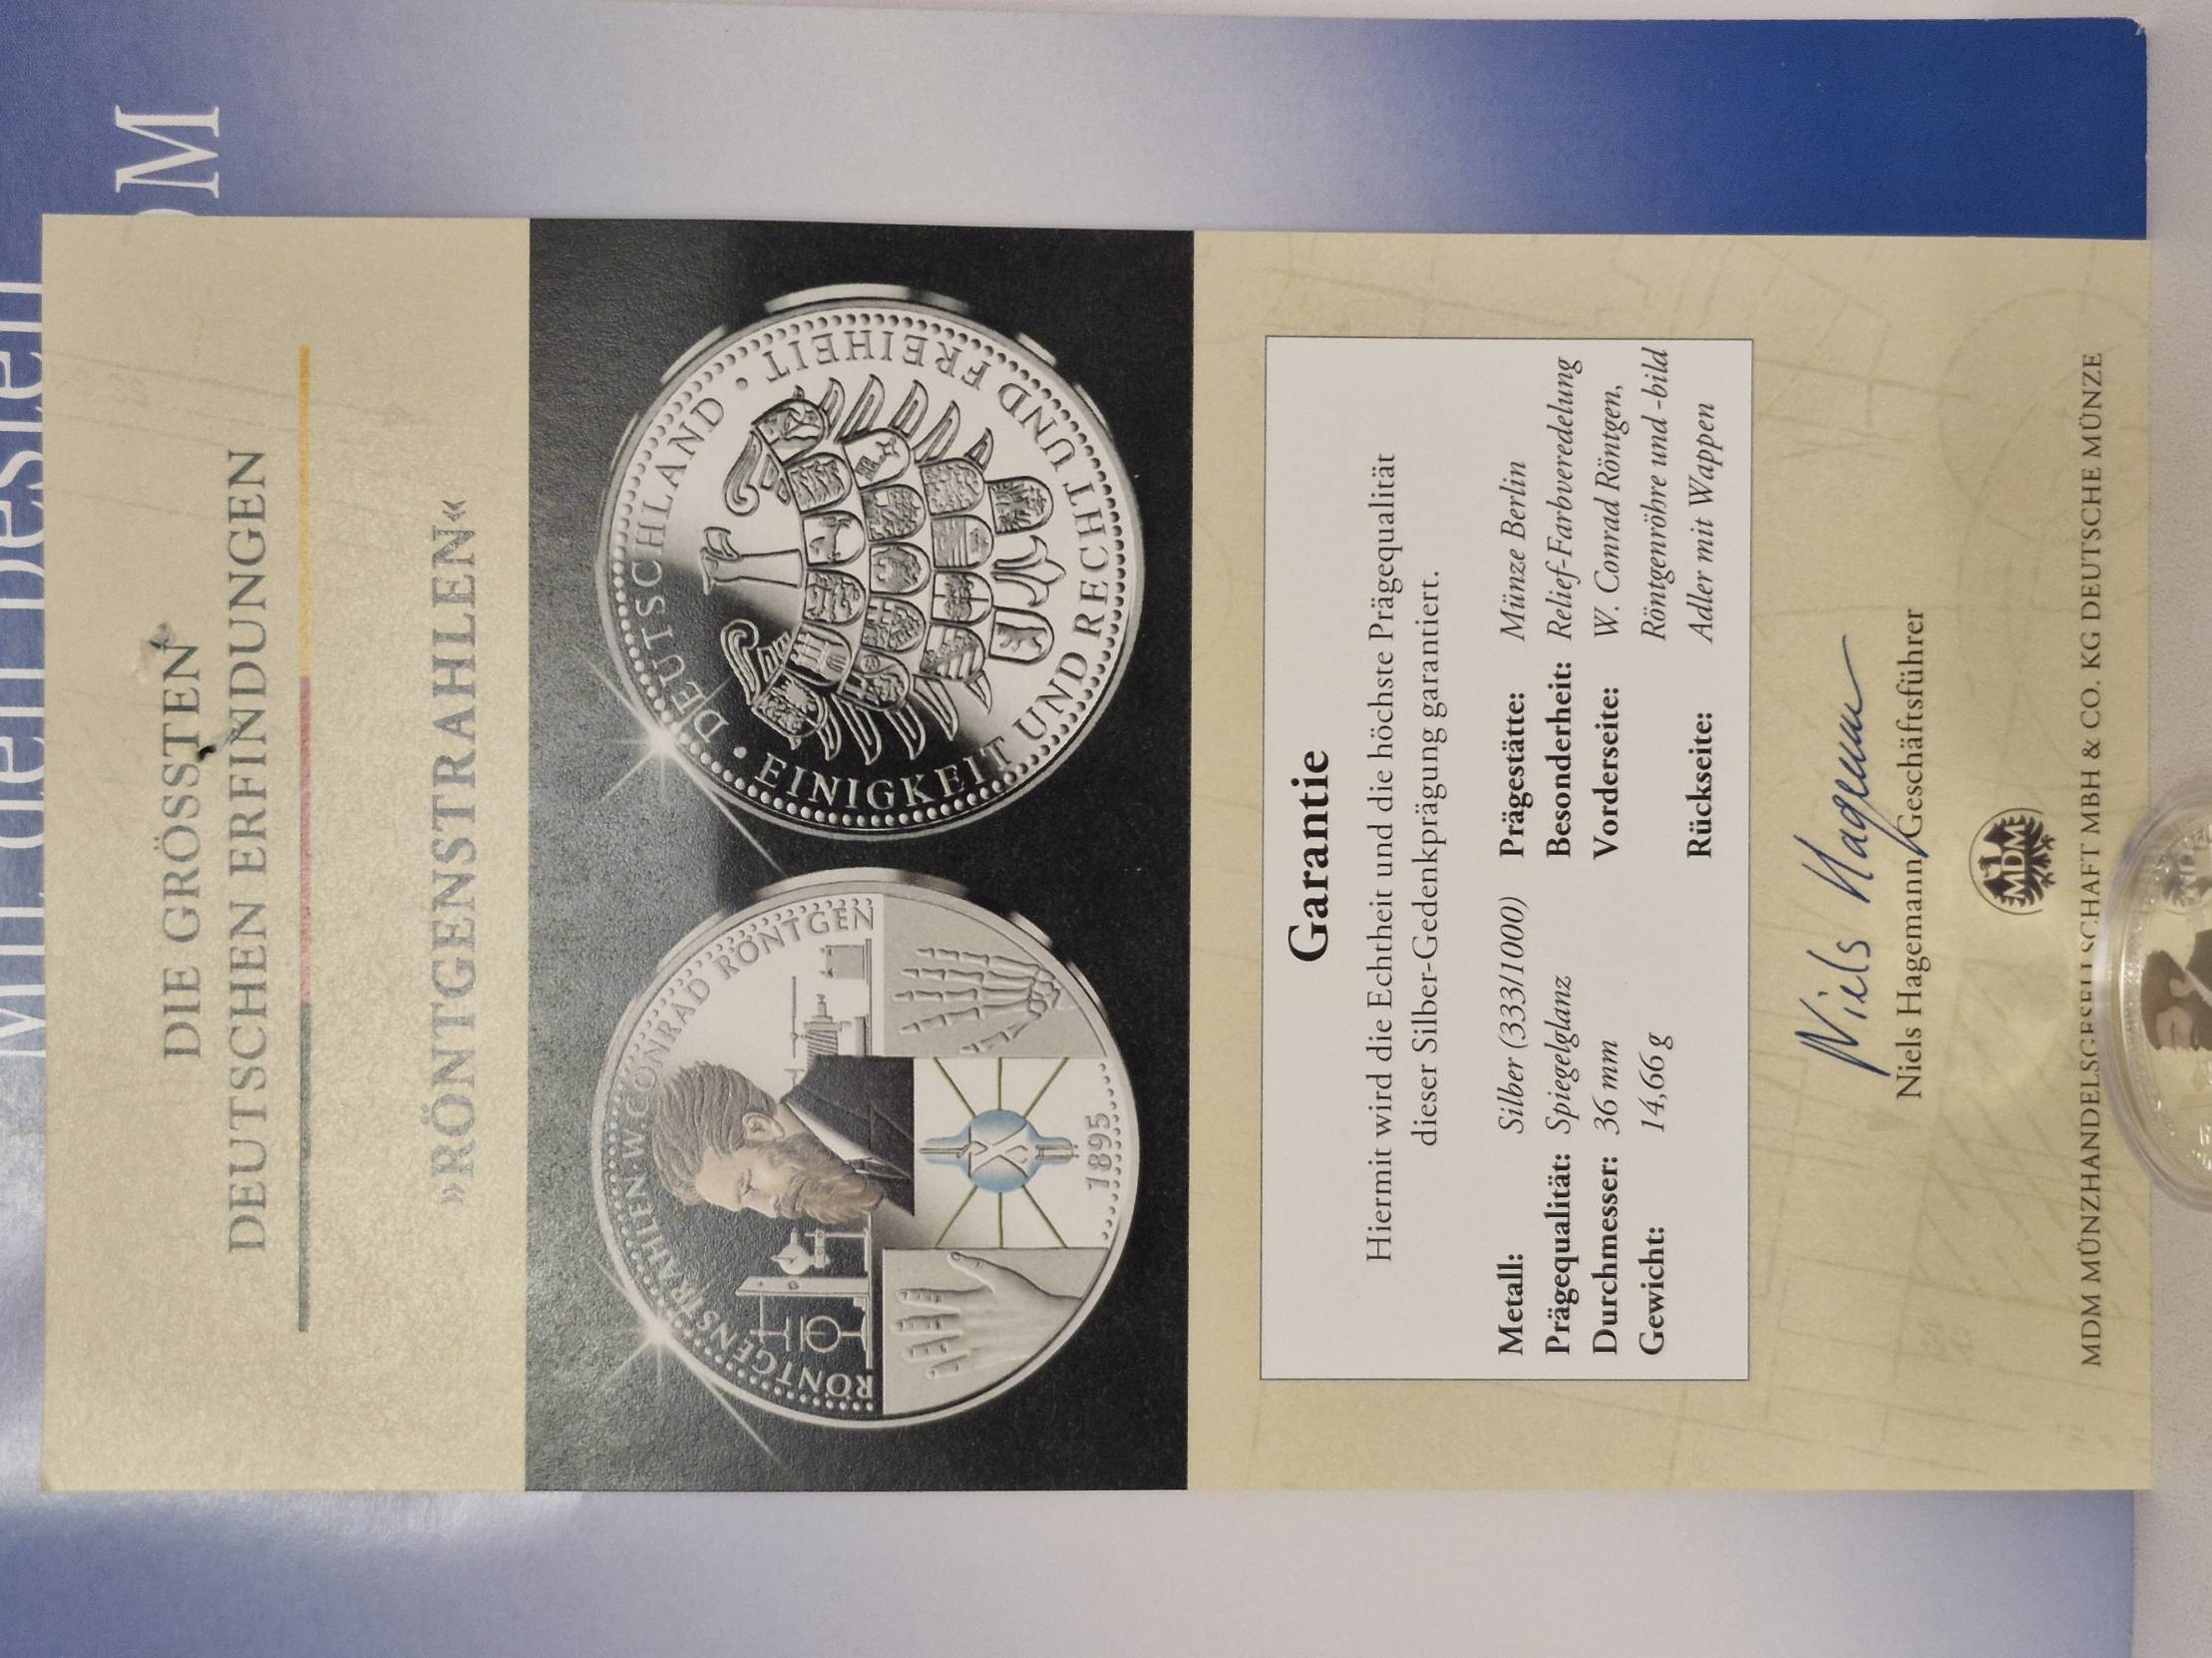 DIE GRÖSSTEN
DEUTSCHEN ERFINDUNGEN
»RÖNTGENSTRAHLEN«
RÖNTGENSTRAHLEN·W.CONRAD RÖNTGEN
1895
DEUTSCHLAND
• EINIGKEIT UND RECHT UND FREIHEIT •
Garantie
Hiermit wird die Echtheit und die höchste Prägequalität
dieser Silber-Gedenkprägung garantiert.
Metall: Silber (333/1000) Prägestätte: Münze Berlin
Prägequalität: Spiegelglanz Besonderheit: Relief-Farbveredelung
Durchmesser: 36 mm Vorderseite: W. Conrad Röntgen,
Gewicht: 14,66 g Röntgenröhre und -bild
Rückseite: Adler mit Wappen
Niels Hagemann
Niels Hagemann/Geschäftsführer
MDM
MDM MÜNZHANDELSGESELLSCHAFT MBH & CO. KG DEUTSCHE MÜNZE